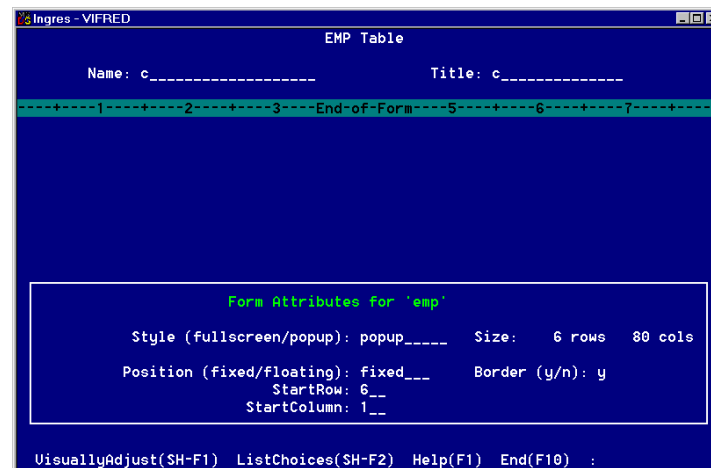 Ingres - VIFRED
EMP Table
Name: c___________________ Title: c______________
----+----1----+----2----+----3----End-of-Form----5----+----6----+----7----+----
Form Attributes for 'emp'
Style (fullscreen/popup): popup_____ Size: 6 rows 80 cols
Position (fixed/floating): fixed___ Border (y/n): y
StartRow: 6__
StartColumn: 1__
VisuallyAdjust(SH-F1) ListChoices(SH-F2) Help(F1) End(F10) :